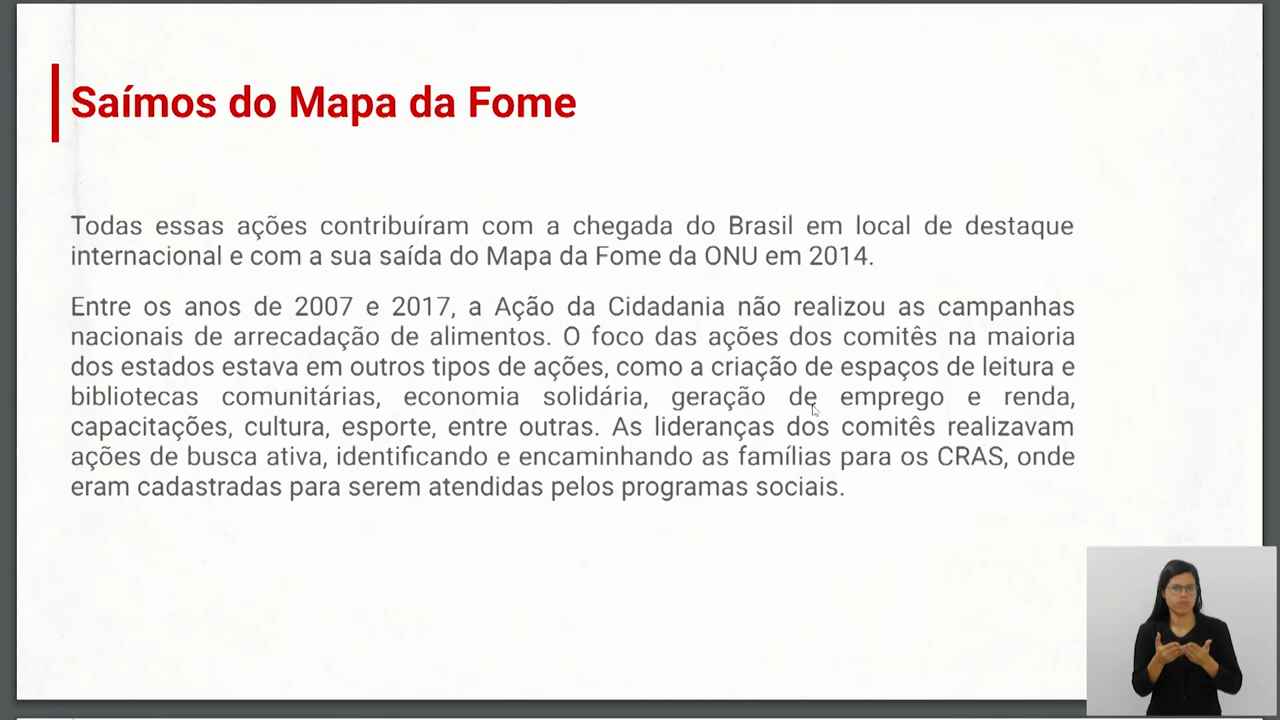 Saímos do Mapa da Fome
Todas essas ações contribuíram com a chegada do Brasil em local de destaque
internacional e com a sua saída do Mapa da Fome da ONU em 2014.
Entre os anos de 2007 e 2017, a Ação da Cidadania não realizou as campanhas
nacionais de arrecadação de alimentos. O foco das ações dos comitês na maioria
dos estados estava em outros tipos de ações, como a criação de espaços de leitura e
bibliotecas comunitárias, economia solidária, geração de emprego e renda,
capacitações, cultura, esporte, entre outras. As lideranças dos comitês realizavam
ações de busca ativa, identificando e encaminhando as famílias para os CRAS, onde
eram cadastradas para serem atendidas pelos programas sociais.